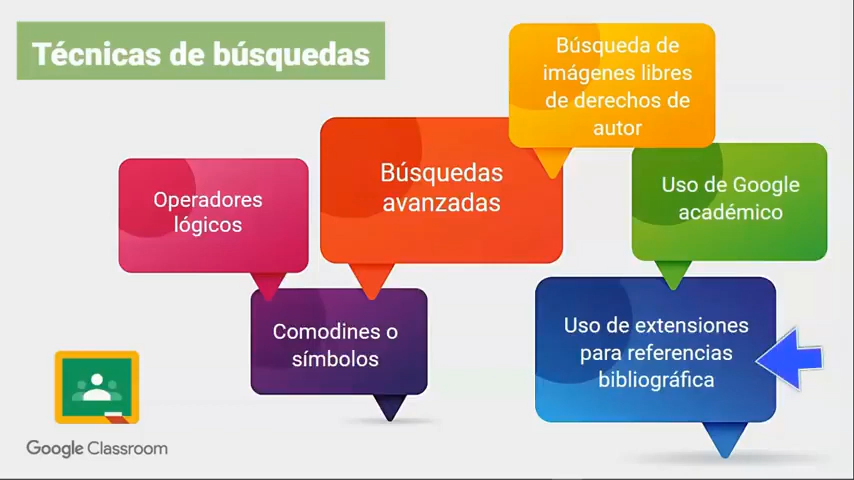 Técnicas de búsquedas
Búsqueda de
imágenes libres
de derechos de
autor
Búsquedas
avanzadas
Operadores
lógicos
Uso de Google
académico
Comodines o
símbolos
Uso de extensiones
para referencias
bibliográfica
Google Classroom